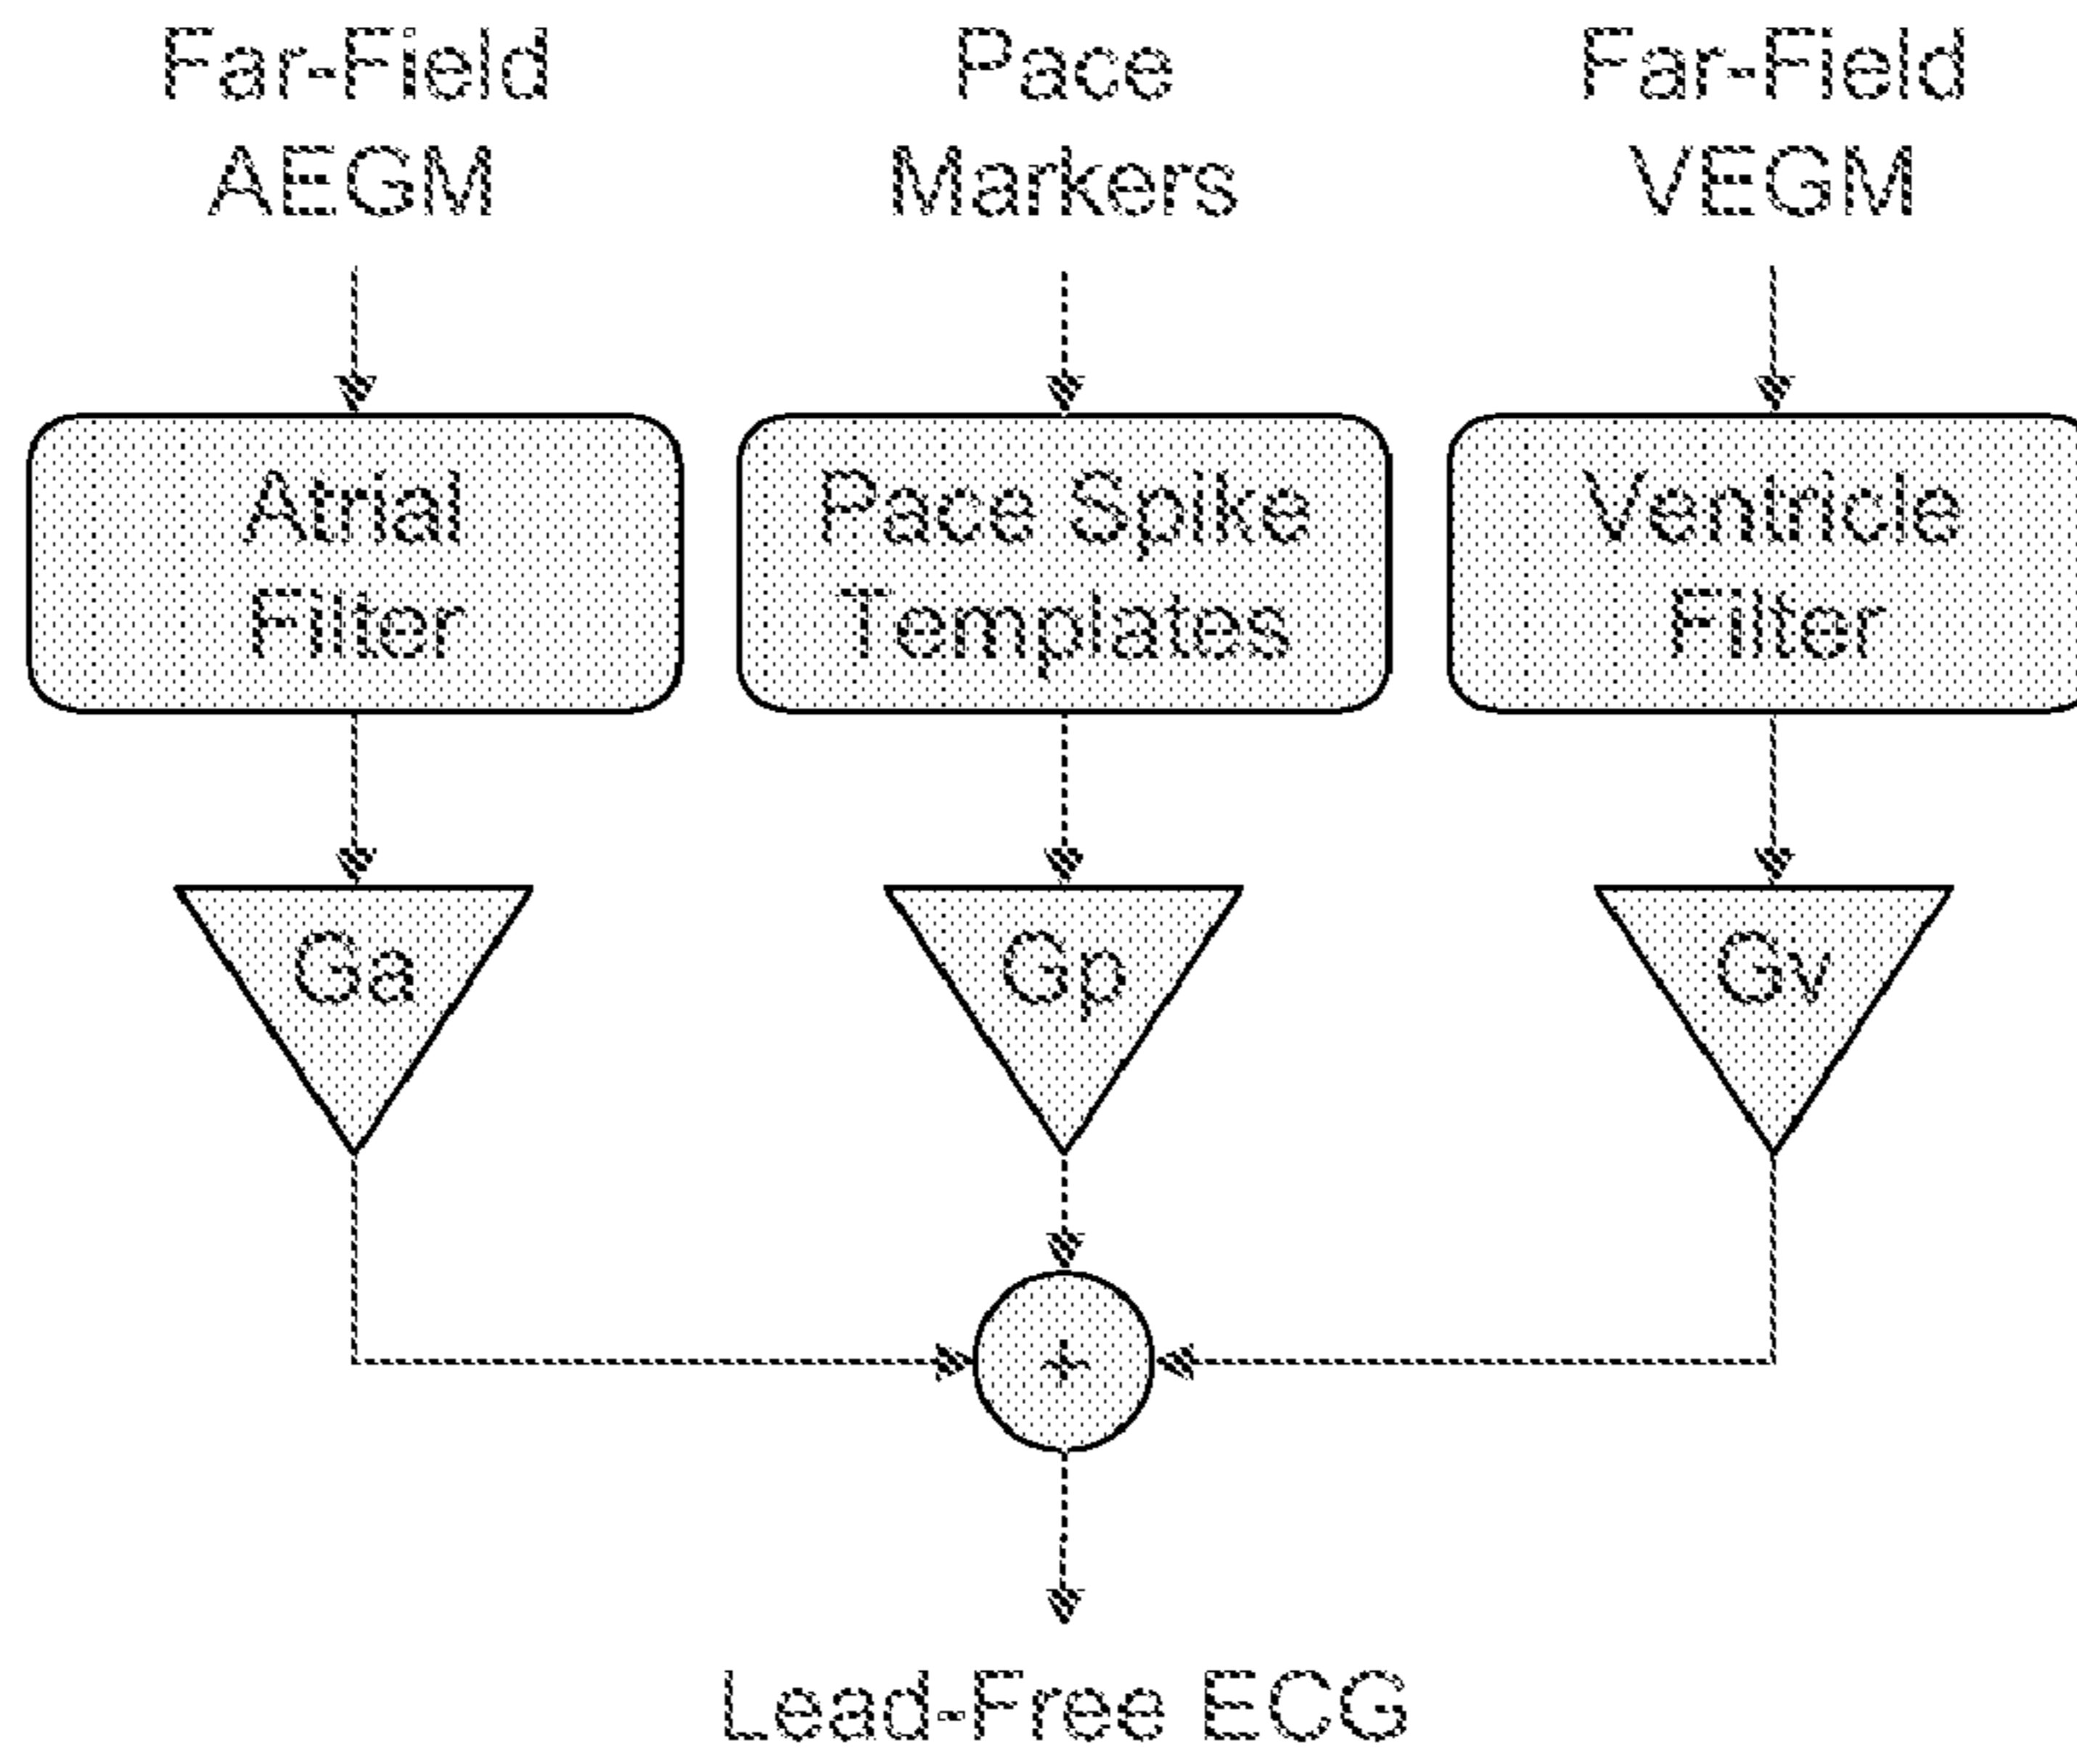 Far-Field
AEGM
Pace
Markers
Far-Field
VEGM
Atrial
Filter
Pace Spike
Templates
Ventricle
Filter
Ga
Gp
Gv
+
Lead-Free ECG